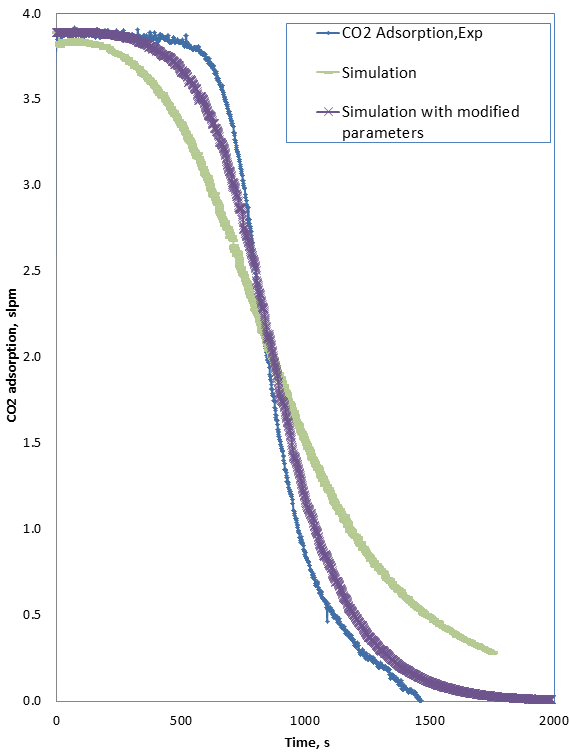 4.0
3.5
3.0
2.5
2.0
1.5
1.0
0.5
0.0
CO2 adsorption, slpm
CO2 Adsorption,Exp
Simulation
Simulation with modified
parameters
0
500
1000
1500
2000
Time, s